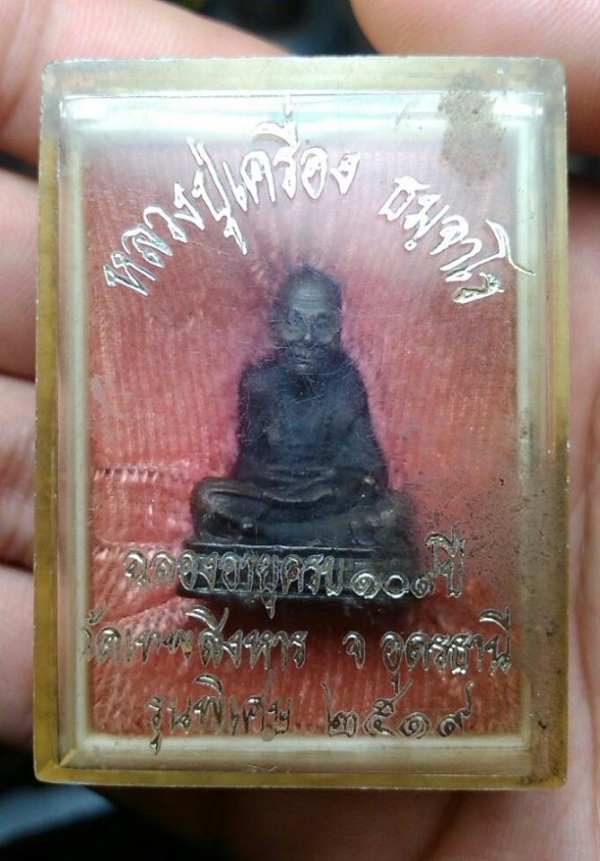 หลวงปู่เครื่อง ธมฺจาโร
ฉลองอายุครบ ๑๐๑ ปี
วัดเทพสิงหาร จ อุดรธานี
รุ่นพิเศษ ๒๕๑๙